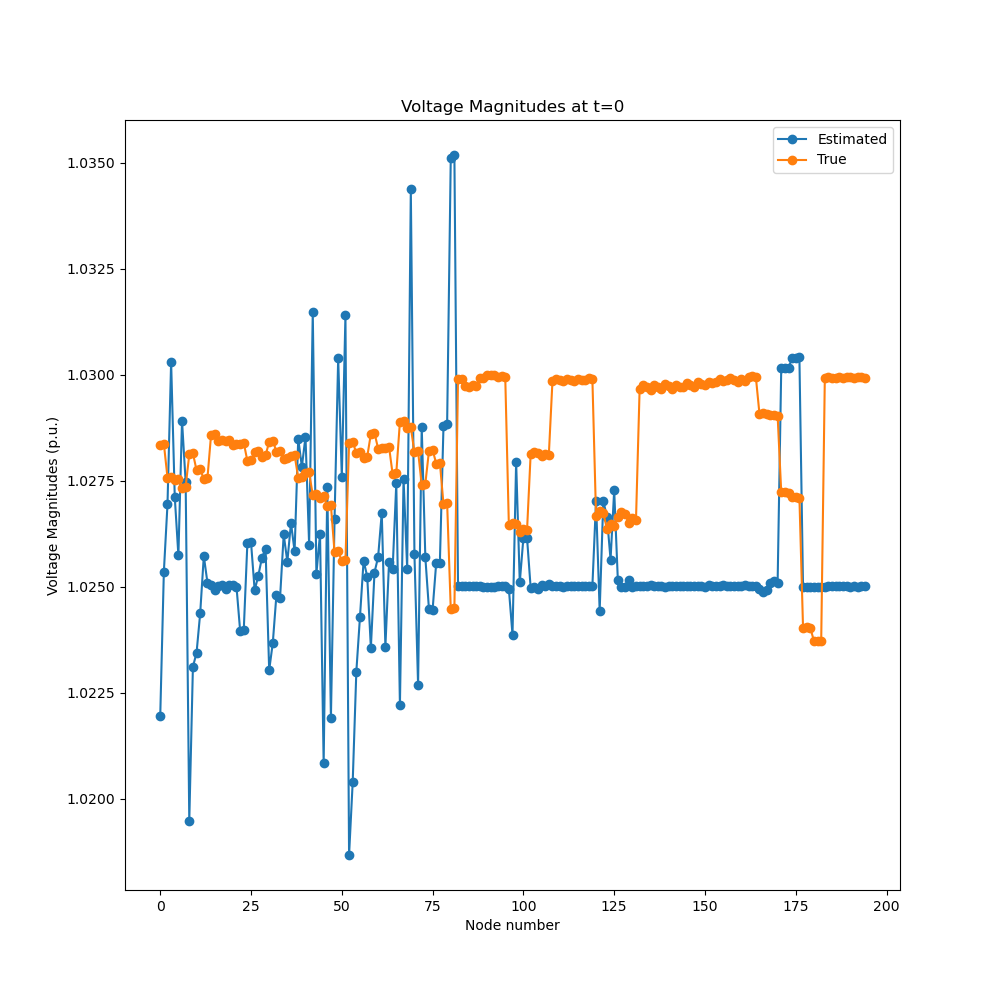 Voltage Magnitudes at t=0
Estimated
True
1.0350
1.0325
1.0300
1.0275
1.0250
1.0225
1.0200
Voltage Magnitudes (p.u.)
0 25 50 75 100 125 150 175 200
Node number